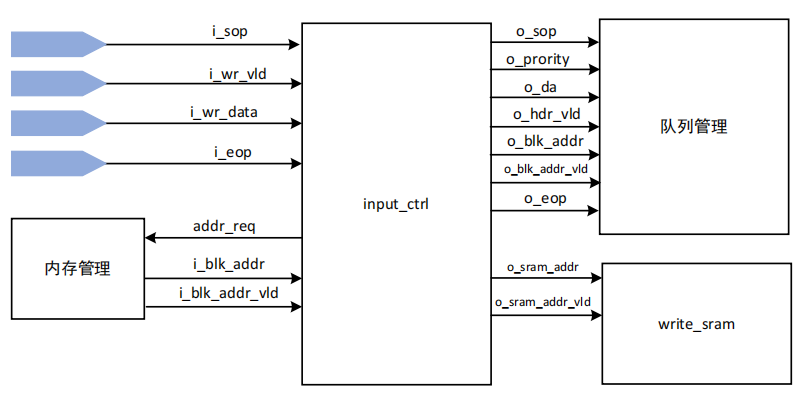 i_sop
i_wr_vld
i_wr_data
i_eop
内存管理
addr_req
i_blk_addr
i_blk_addr_vld
input_ctrl
o_sop
o_prority
o_da
o_hdr_vld
o_blk_addr
o_blk_addr_vld
o_eop
队列管理
o_sram_addr
o_sram_addr_vld
write_sram